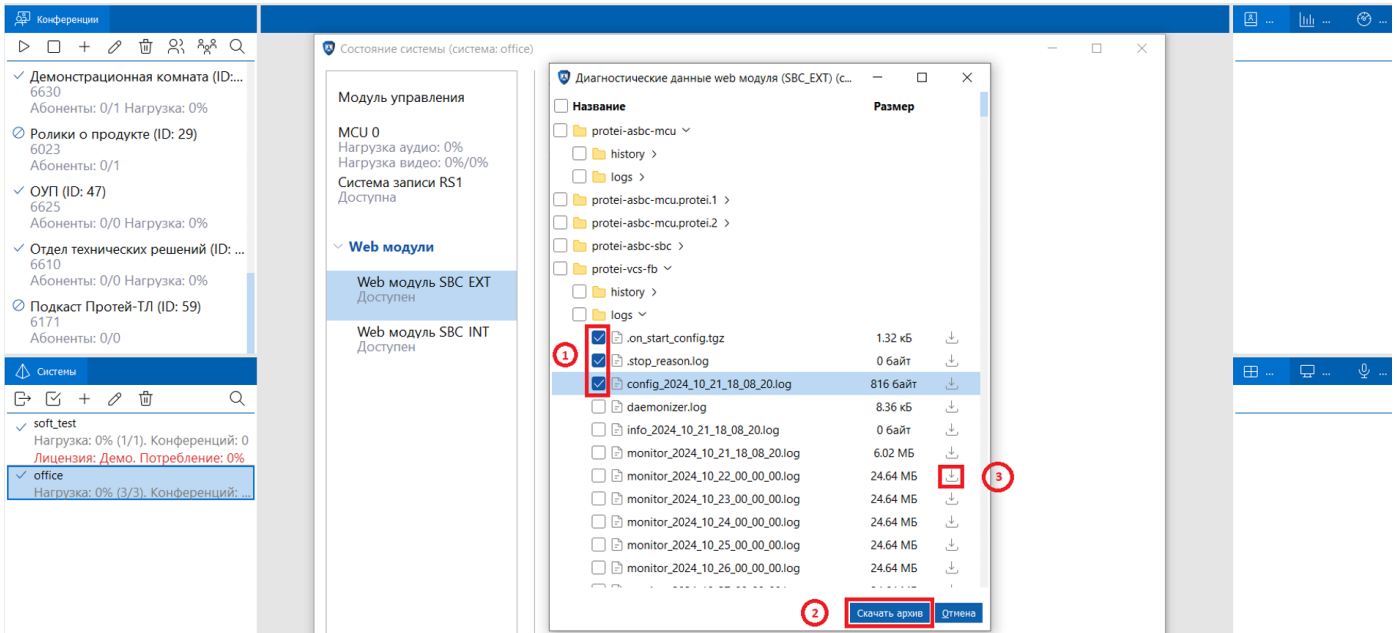 Конференции
Демонстрационная комната (ID:...
6630
Абоненты: 0/1 Нагрузка: 0%
Ролики о продукте (ID: 29)
6023
Абоненты: 0/1
ОУП (ID: 47)
6625
Абоненты: 0/0 Нагрузка: 0%
Отдел технических решений (ID: ...
6610
Абоненты: 0/0 Нагрузка: 0%
Подкаст Протей-ТЛ (ID: 59)
6171
Абоненты: 0/0
Системы
soft_test
Нагрузка: 0% (1/1). Конференций: 0
Лицензия: Демо. Потребление: 0%
office
Нагрузка: 0% (3/3). Конференций: ...
Состояние системы (система: office)
Модуль управления
MCU 0
Нагрузка аудио: 0%
Нагрузка видео: 0%/0%
Система записи RS1
Доступна
Web модули
Web модуль SBC_EXT
Доступен
Web модуль SBC_INT
Доступен
Диагностические данные web модуля (SBC_EXT) (с...
Название Размер
protei-asbc-mcu
history
logs
protei-asbc-mcu.protei.1
protei-asbc-mcu.protei.2
protei-asbc-sbc
protei-vcs-fb
history
logs
.on_start_config.tgz 1.32 кБ
.stop_reason.log 0 байт
config_2024_10_21_18_08_20.log 816 байт
daemonizer.log 8.36 кБ
info_2024_10_21_18_08_20.log 0 байт
monitor_2024_10_21_18_08_20.log 6.02 МБ
monitor_2024_10_22_00_00_00.log 24.64 МБ
monitor_2024_10_23_00_00_00.log 24.64 МБ
monitor_2024_10_24_00_00_00.log 24.64 МБ
monitor_2024_10_25_00_00_00.log 24.64 МБ
monitor_2024_10_26_00_00_00.log 24.64 МБ
1
3
2
Скачать архив Отмена
... ... ...
... ... ...